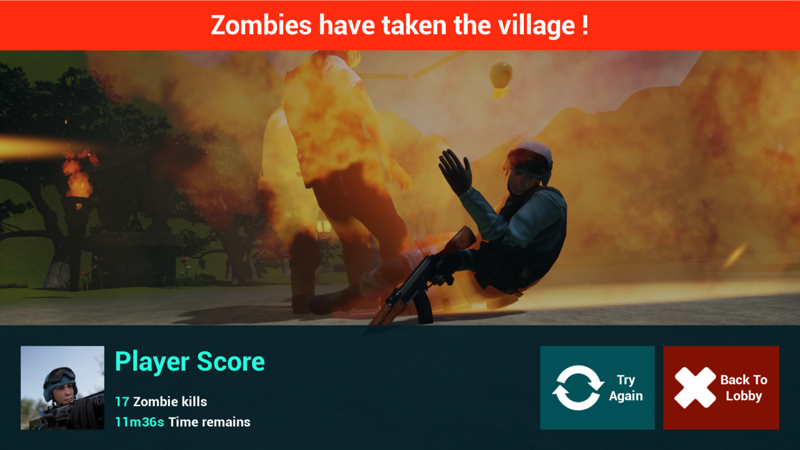 Zombies have taken the village !
Player Score
17 Zombie kills
11m36s Time remains
Try
Again
Back To
Lobby